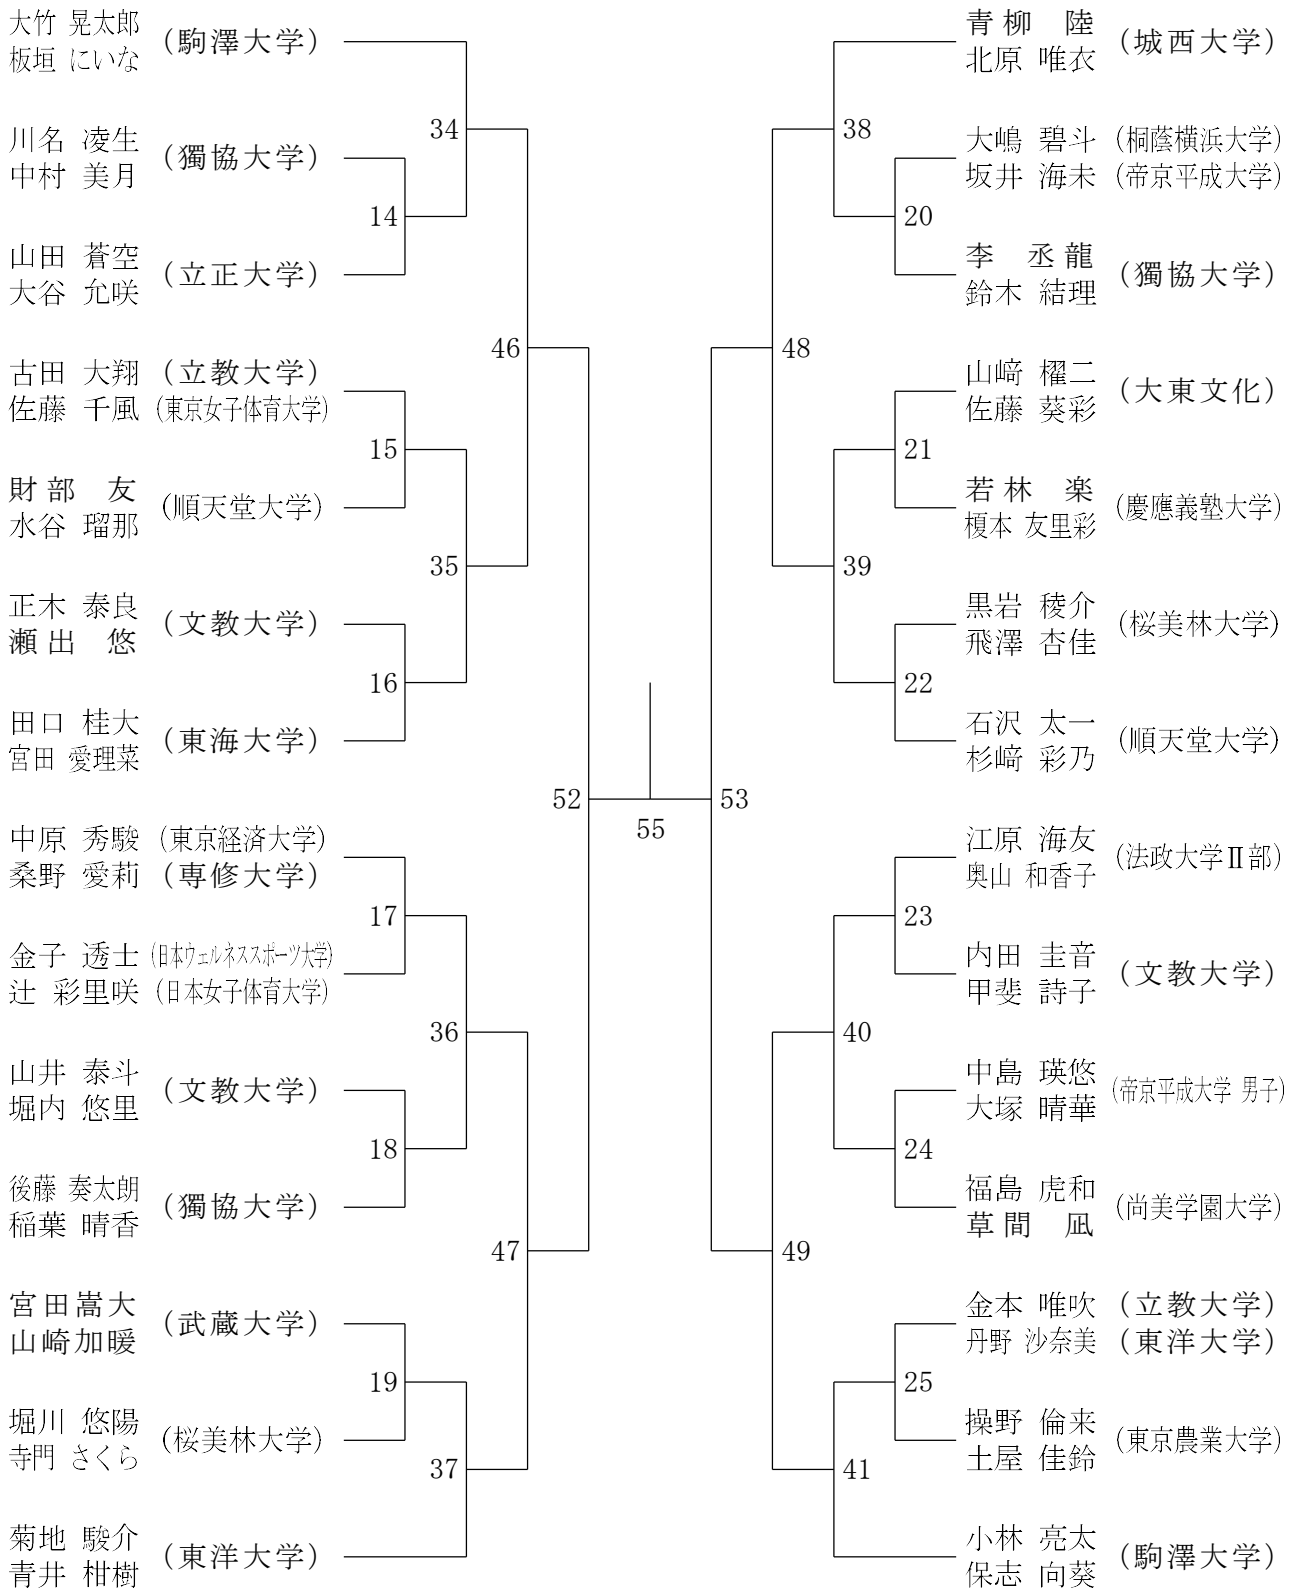 大竹 晃太郎 (駒澤大学)
板垣 にいな
34
川名 凌生 (獨協大学)
中村 美月
14
山田 蒼空 (立正大学)
大谷 允咲
46
古田 大翔 (立教大学)
佐藤 千風 (東京女子体育大学)
15
財部 友 (順天堂大学)
水谷 瑠那
35
正木 泰良 (文教大学)
瀬出 悠
16
田口 桂大 (東海大学)
宮田 愛理菜
52
中原 秀駿 (東京経済大学)
桑野 愛莉 (専修大学)
17
金子 透士 (日本ウェルネススポーツ大学)
辻 彩里咲 (日本女子体育大学)
36
山井 泰斗 (文教大学)
堀内 悠里
18
後藤 奏太朗 (獨協大学)
稲葉 晴香
47
宮田嵩大 (武蔵大学)
山崎加暖
19
堀川 悠陽 (桜美林大学)
寺門 さくら
37
菊地 駿介 (東洋大学)
青井 柑樹
55
青柳 陸 (城西大学)
北原 唯衣
38
大嶋 碧斗 (桐蔭横浜大学)
坂井 海未 (帝京平成大学)
20
李 丞龍 (獨協大学)
鈴木 結理
48
山﨑 櫂二 (大東文化)
佐藤 葵彩
21
若林 楽 (慶應義塾大学)
榎本 友里彩
39
黒岩 稜介 (桜美林大学)
飛澤 杏佳
22
石沢 太一 (順天堂大学)
杉﨑 彩乃
53
江原 海友 (法政大学Ⅱ部)
奥山 和香子
23
内田 圭音 (文教大学)
甲斐 詩子
40
中島 瑛悠 (帝京平成大学 男子)
大塚 晴華
24
福島 虎和 (尚美学園大学)
草間 凪
49
金本 唯吹 (立教大学)
丹野 沙奈美 (東洋大学)
25
操野 倫来 (東京農業大学)
土屋 佳鈴
41
小林 亮太 (駒澤大学)
保志 向葵